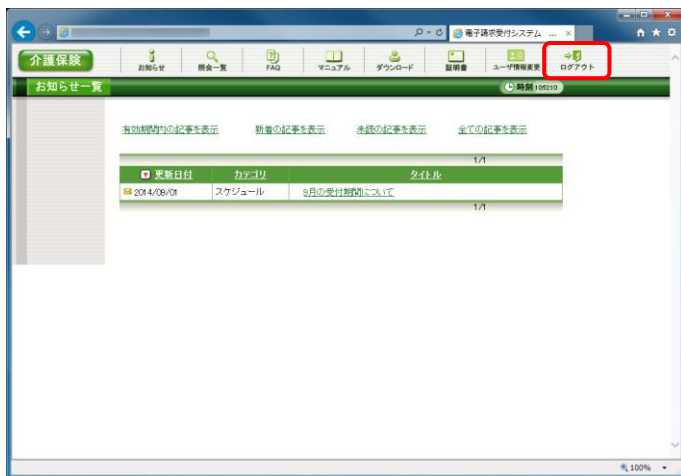 電子請求受付システム ...
介護保険
お知らせ 照会一覧 FAQ マニュアル ダウンロード 証明書 ユーザ情報変更 ログアウト
お知らせ一覧
時刻 10:52:10
有効期間内の記事を表示 新着の記事を表示 未読の記事を表示 全ての記事を表示
1/1
更新日付 カテゴリ タイトル
2014/09/01 スケジュール 9月の受付期間について
1/1
100%